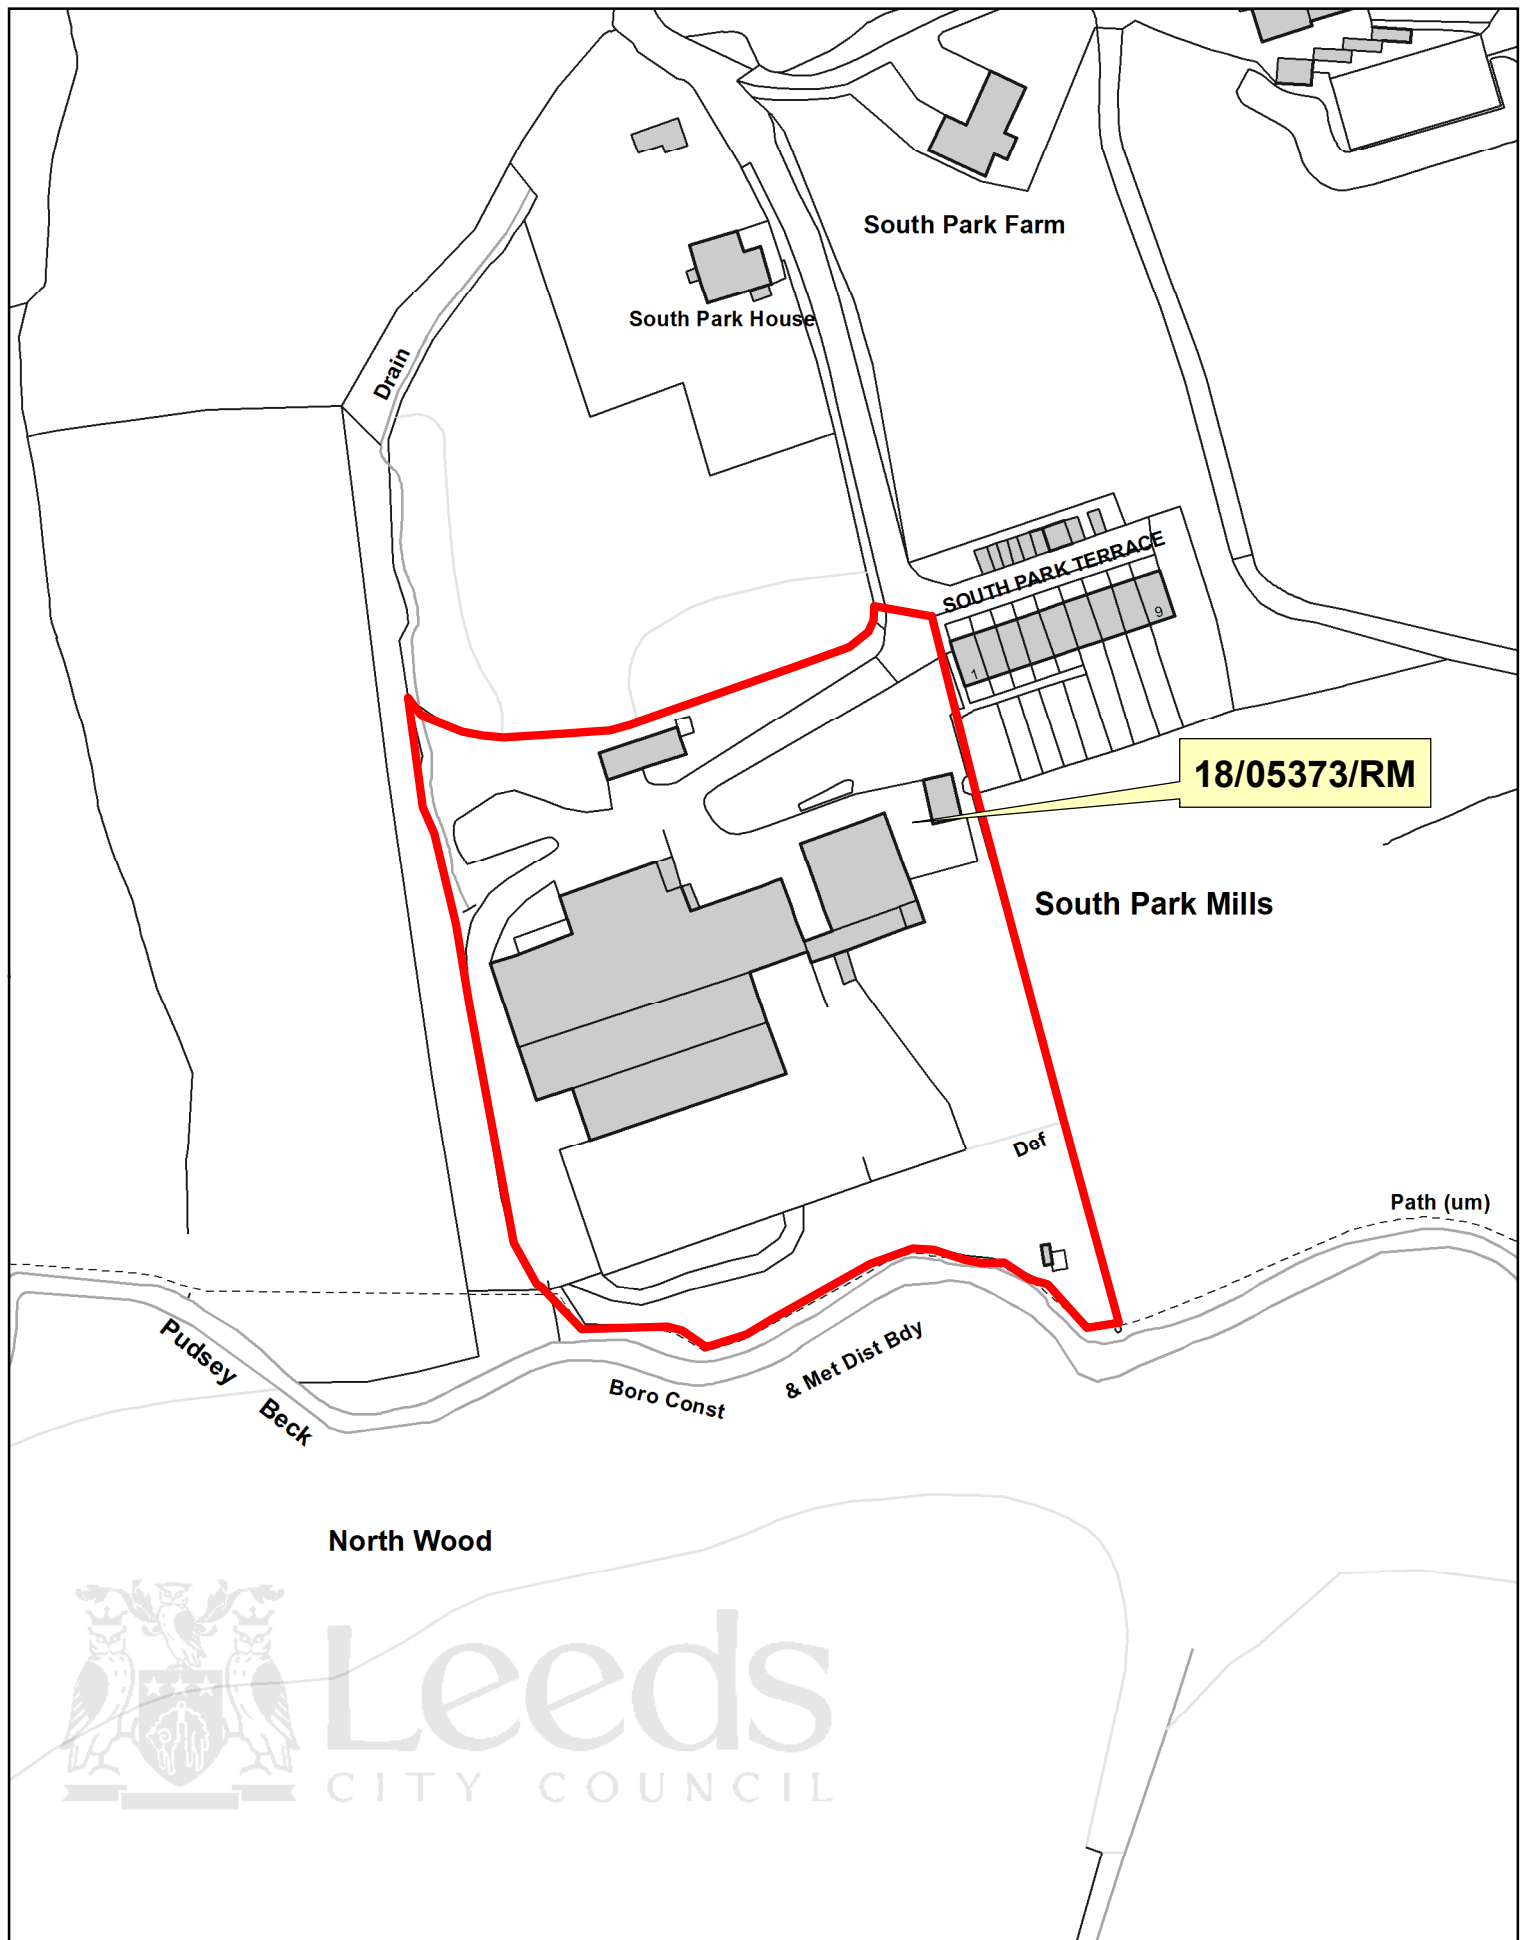 South Park Farm
South Park House
Drain
SOUTH PARK TERRACE
9
1
18/05373/RM
South Park Mills
Def
Path (um)
Pudsey
Beck
Boro Const
& Met Dist Bdy
North Wood
Leeds
CITY COUNCIL